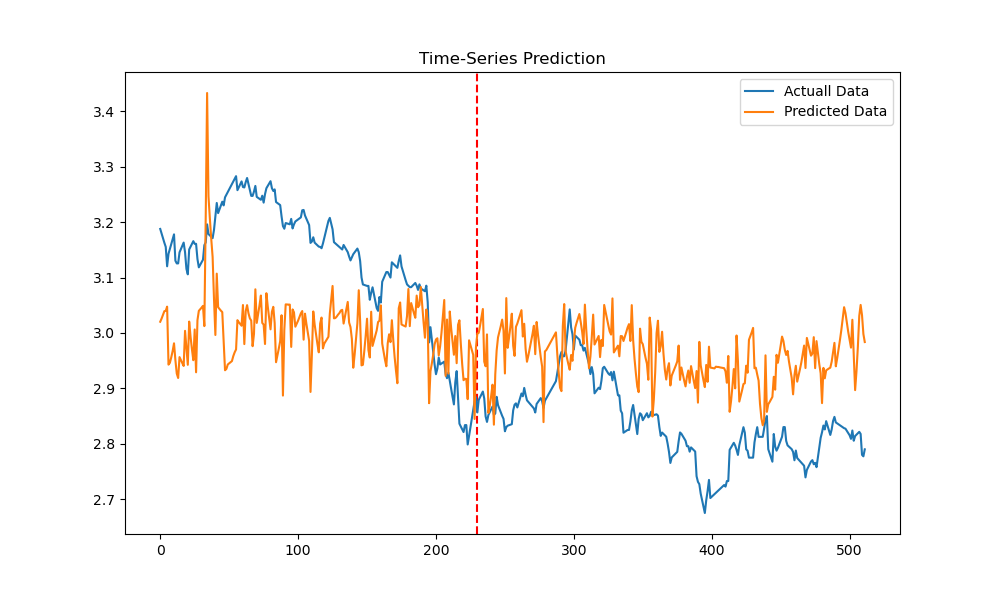 Time-Series Prediction
Actuall Data
Predicted Data
3.4
3.3
3.2
3.1
3.0
2.9
2.8
2.7
0 100 200 300 400 500